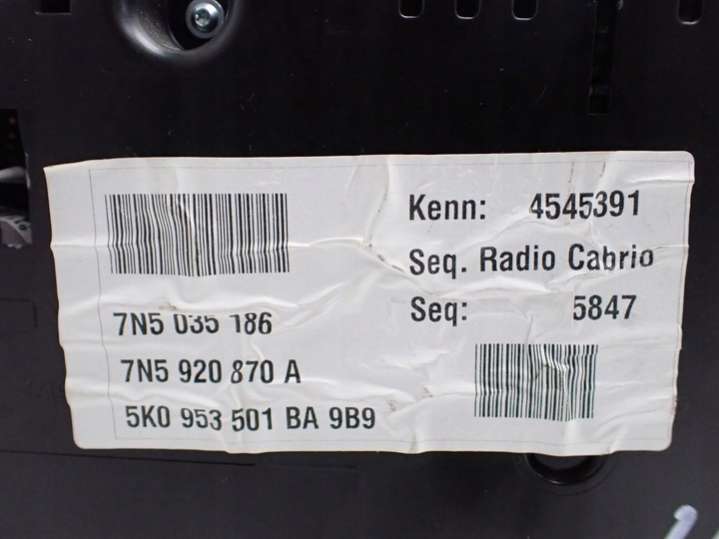 Kenn: 4545391
Seq. Radio Cabrio
Seq: 5847
7N5 035 186
7N5 920 870 A
5K0 953 501 BA 9B9